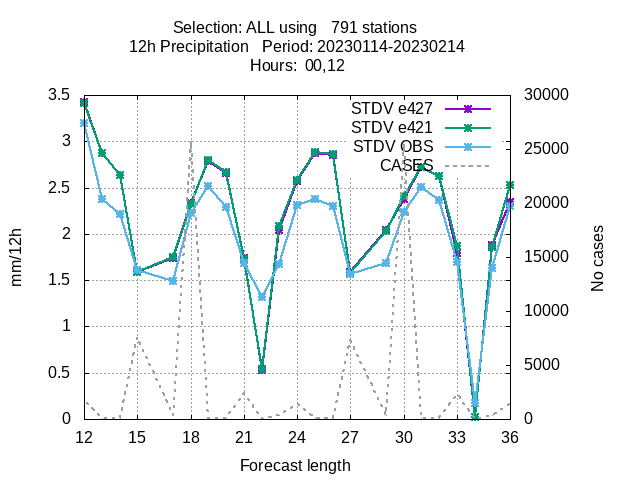 Selection: ALL using   791 stations
12h Precipitation   Period: 20230114-20230214
Hours:  00,12
3.5
3
2.5
2
1.5
1
0.5
0
30000
25000
20000
15000
10000
5000
0
STDV e427
STDV e421
STDV OBS
CASES
mm/12h
No cases
12 15 18 21 24 27 30 33 36
Forecast length